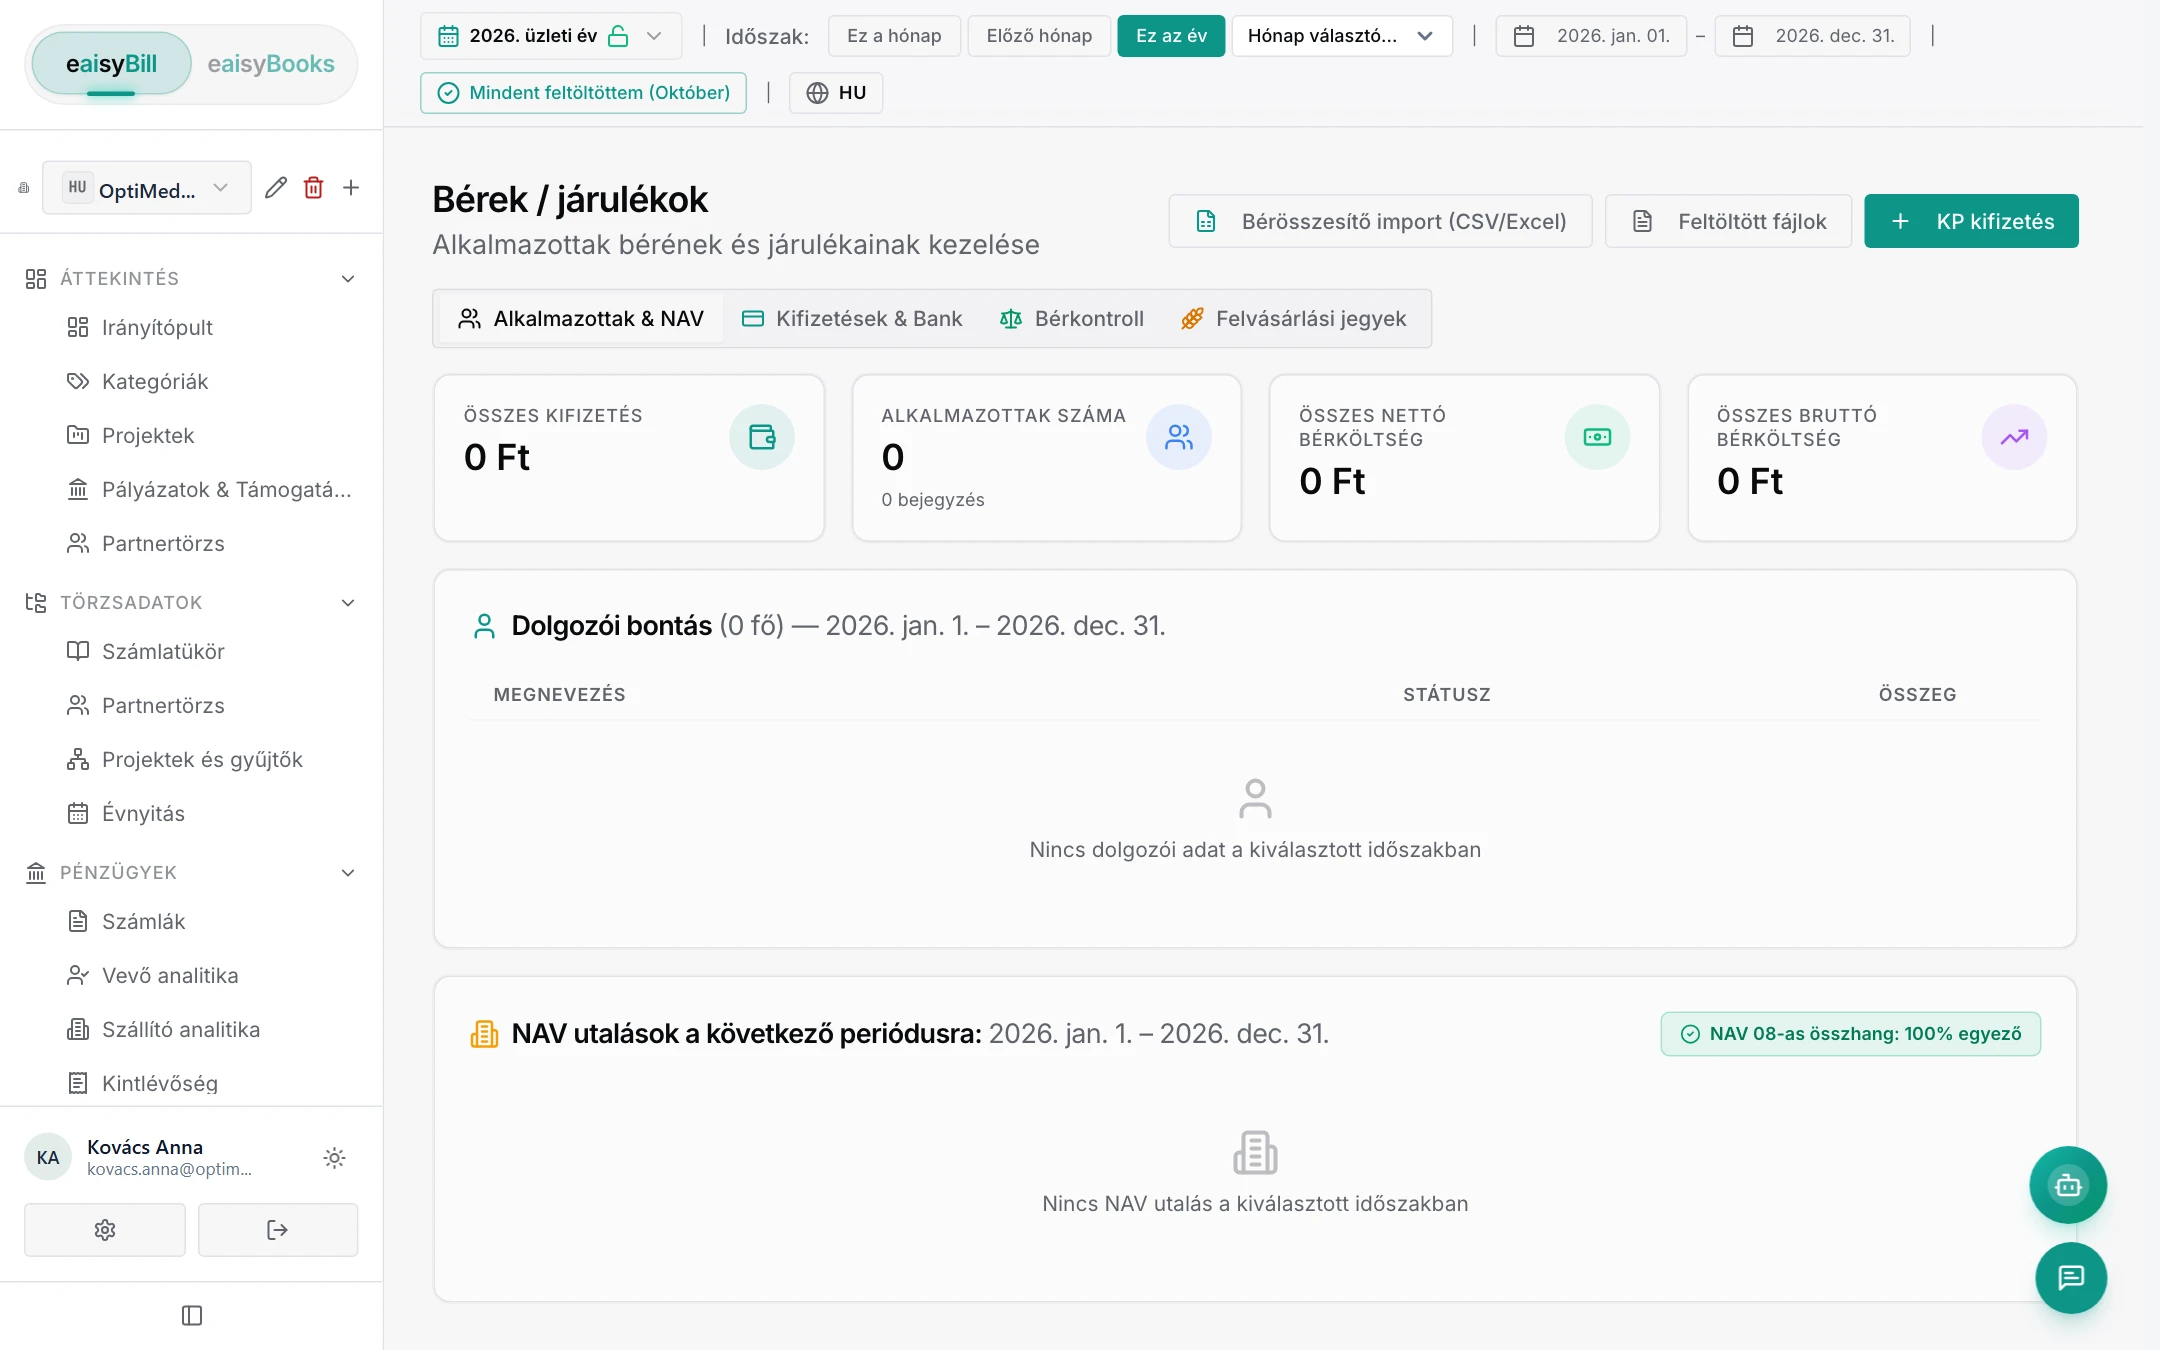 eaisyBill
eaisyBooks
HU OptiMed...
ÁTTEKINTÉS
Irányítópult
Kategóriák
Projektek
Pályázatok & Támogatá...
Partnertörzs
TÖRZSADATOK
Számlatükör
Partnertörzs
Projektek és gyűjtők
Évnyitás
PÉNZÜGYEK
Számlák
Vevő analitika
Szállító analitika
Kintlévőség
KA
Kovács Anna
kovacs.anna@optim...
2026. üzleti év | Időszak: Ez a hónap Előző hónap Ez az év Hónap választó... | 2026. jan. 01. – 2026. dec. 31. |
Mindent feltöltöttem (Október) | HU
Bérek / járulékok
Alkalmazottak bérének és járulékainak kezelése
Bérösszesítő import (CSV/Excel)
Feltöltött fájlok
KP kifizetés
Alkalmazottak & NAV
Kifizetések & Bank
Bérkontroll
Felvásárlási jegyek
ÖSSZES KIFIZETÉS
0 Ft
ALKALMAZOTTAK SZÁMA
0
0 bejegyzés
ÖSSZES NETTÓ
BÉRKÖLTSÉG
0 Ft
ÖSSZES BRUTTÓ
BÉRKÖLTSÉG
0 Ft
Dolgozói bontás (0 fő) — 2026. jan. 1. – 2026. dec. 31.
MEGNEVEZÉS STÁTUSZ ÖSSZEG
Nincs dolgozói adat a kiválasztott időszakban
NAV utalások a következő periódusra: 2026. jan. 1. – 2026. dec. 31.
NAV 08-as összhang: 100% egyező
Nincs NAV utalás a kiválasztott időszakban